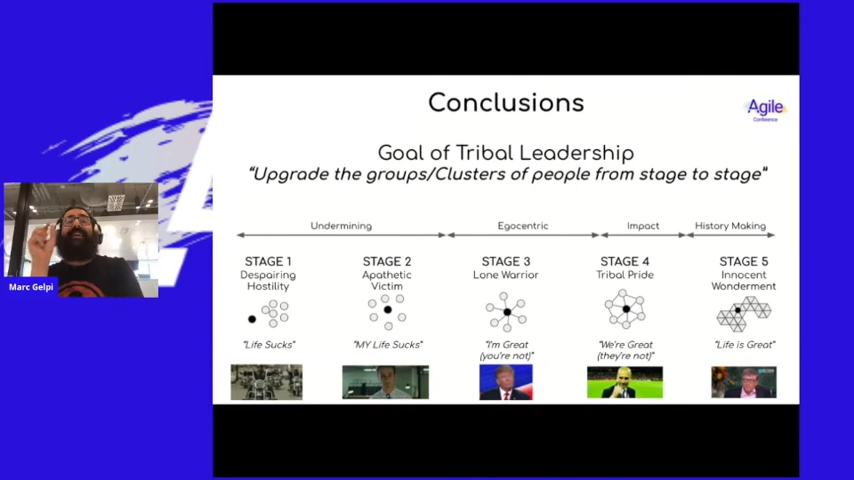 Conclusions
Agile
Conference
Goal of Tribal Leadership
"Upgrade the groups/Clusters of people from stage to stage"
Undermining
Egocentric
Impact
History Making
STAGE 1
Despairing
Hostility
"Life Sucks"
STAGE 2
Apathetic
Victim
"MY Life Sucks"
STAGE 3
Lone Warrior
"I'm Great
(you're not)"
STAGE 4
Tribal Pride
"We're Great
(they're not)"
STAGE 5
Innocent
Wonderment
"Life is Great"
Marc Gelpi